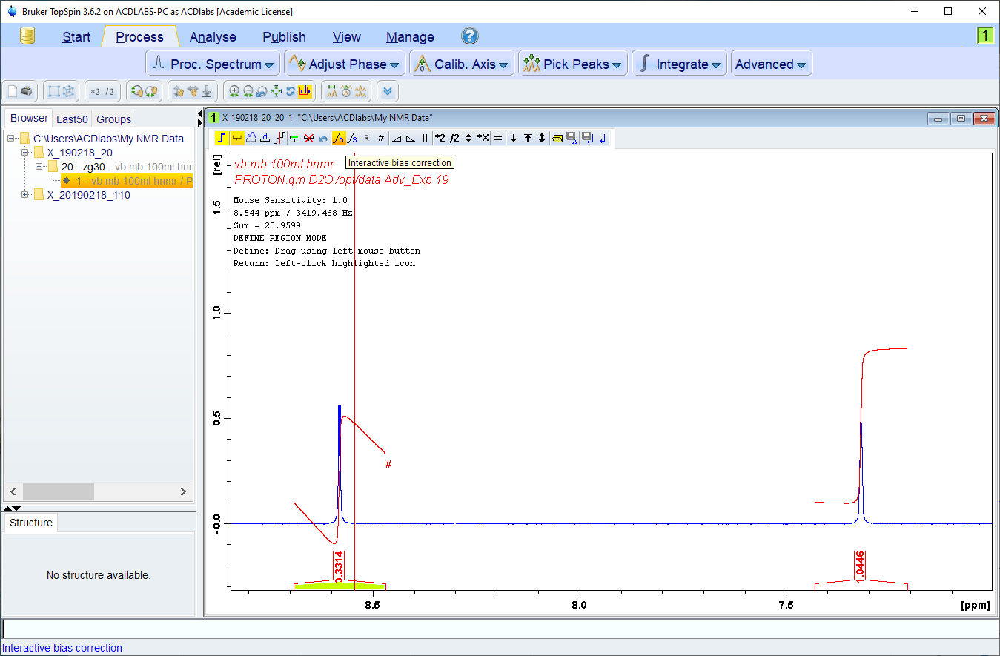 Bruker TopSpin 3.6.2 on ACDLABS-PC as ACDlabs [Academic License]
Start Process Analyse Publish View Manage ? 1
Proc. Spectrum Adjust Phase Calib. Axis Pick Peaks Integrate Advanced
*2 /2
Browser Last50 Groups
1 X_190218_20 20 1 "C:\Users\ACDlabs\My NMR Data"
R # *2 /2 *X
C:\Users\ACDlabs\My NMR Data
X_190218_20
20 - zg30 - vb mb 100ml hnr
1 - vb mb 100ml hnmr / P
X_20190218_110
Interactive bias correction
[rel]
vb mb 100ml hnmr
PROTON.qm D2O /opt/data Adv_Exp 19
Mouse Sensitivity: 1.0
8.544 ppm / 3419.468 Hz
Sum = 23.9599
DEFINE REGION MODE
Define: Drag using left mouse button
Return: Left-click highlighted icon
1.5
1.0
0.5
-0.0
#
0.3314
1.0446
8.5 8.0 7.5 [ppm]
Structure
No structure available.
Interactive bias correction